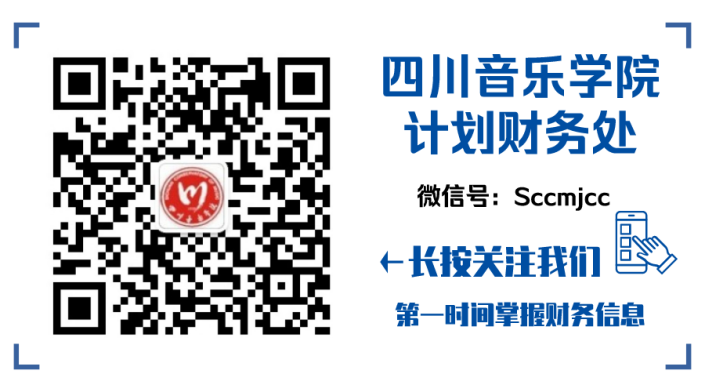 四川音乐学院
计划财务处
微信号：Sccmjcc
←长按关注我们
第一时间掌握财务信息